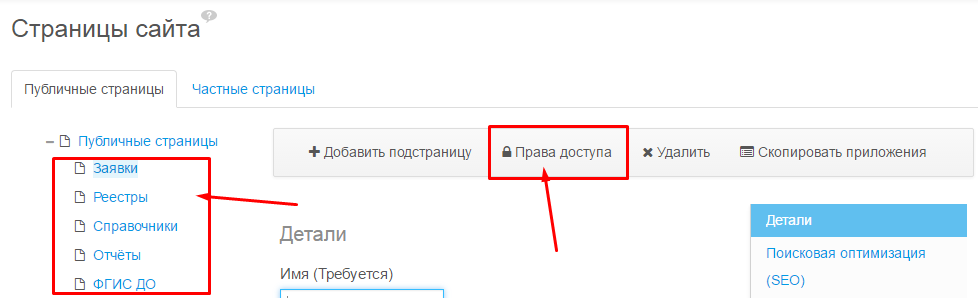 Страницы сайта
?
Публичные страницы
Частные страницы
Публичные страницы
Заявки
Реестры
Справочники
Отчёты
ФГИС ДО
Добавить подстраницу
Права доступа
Удалить
Скопировать приложения
Детали
Имя (Требуется)
Детали
Поисковая оптимизация
(SEO)